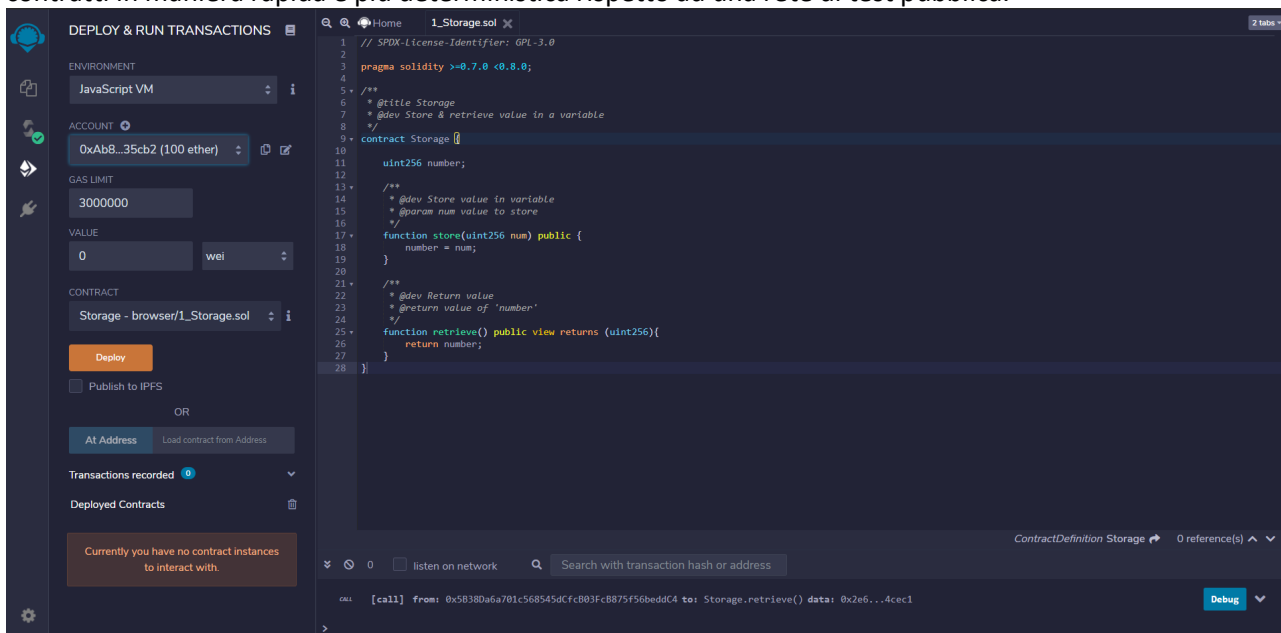 contratti in maniera rapida e più deterministica rispetto ad una rete di test pubblica.
DEPLOY & RUN TRANSACTIONS
ENVIRONMENT
JavaScript VM
i
ACCOUNT
0xAb8...35cb2 (100 ether)
GAS LIMIT
3000000
VALUE
0 wei
CONTRACT
Storage - browser/1_Storage.sol
i
Deploy
Publish to IPFS
OR
At Address Load contract from Address
Transactions recorded 0
Deployed Contracts
Currently you have no contract instances
to interact with.
Home 1_Storage.sol
2 tabs
1 // SPDX-License-Identifier: GPL-3.0
2
3 pragma solidity >=0.7.0 <0.8.0;
4
5 /**
6 * @title Storage
7 * @dev Store & retrieve value in a variable
8 */
9 contract Storage {
10
11 uint256 number;
12
13 /**
14 * @dev Store value in variable
15 * @param num value to store
16 */
17 function store(uint256 num) public {
18 number = num;
19 }
20
21 /**
22 * @dev Return value
23 * @return value of 'number'
24 */
25 function retrieve() public view returns (uint256){
26 return number;
27 }
28 }
ContractDefinition Storage 0 reference(s)
0 listen on network Search with transaction hash or address
CALL [call] from: 0x5B38Da6a701c568545dCfcB03FcB875f56beddC4 to: Storage.retrieve() data: 0x2e6...4cec1 Debug
>